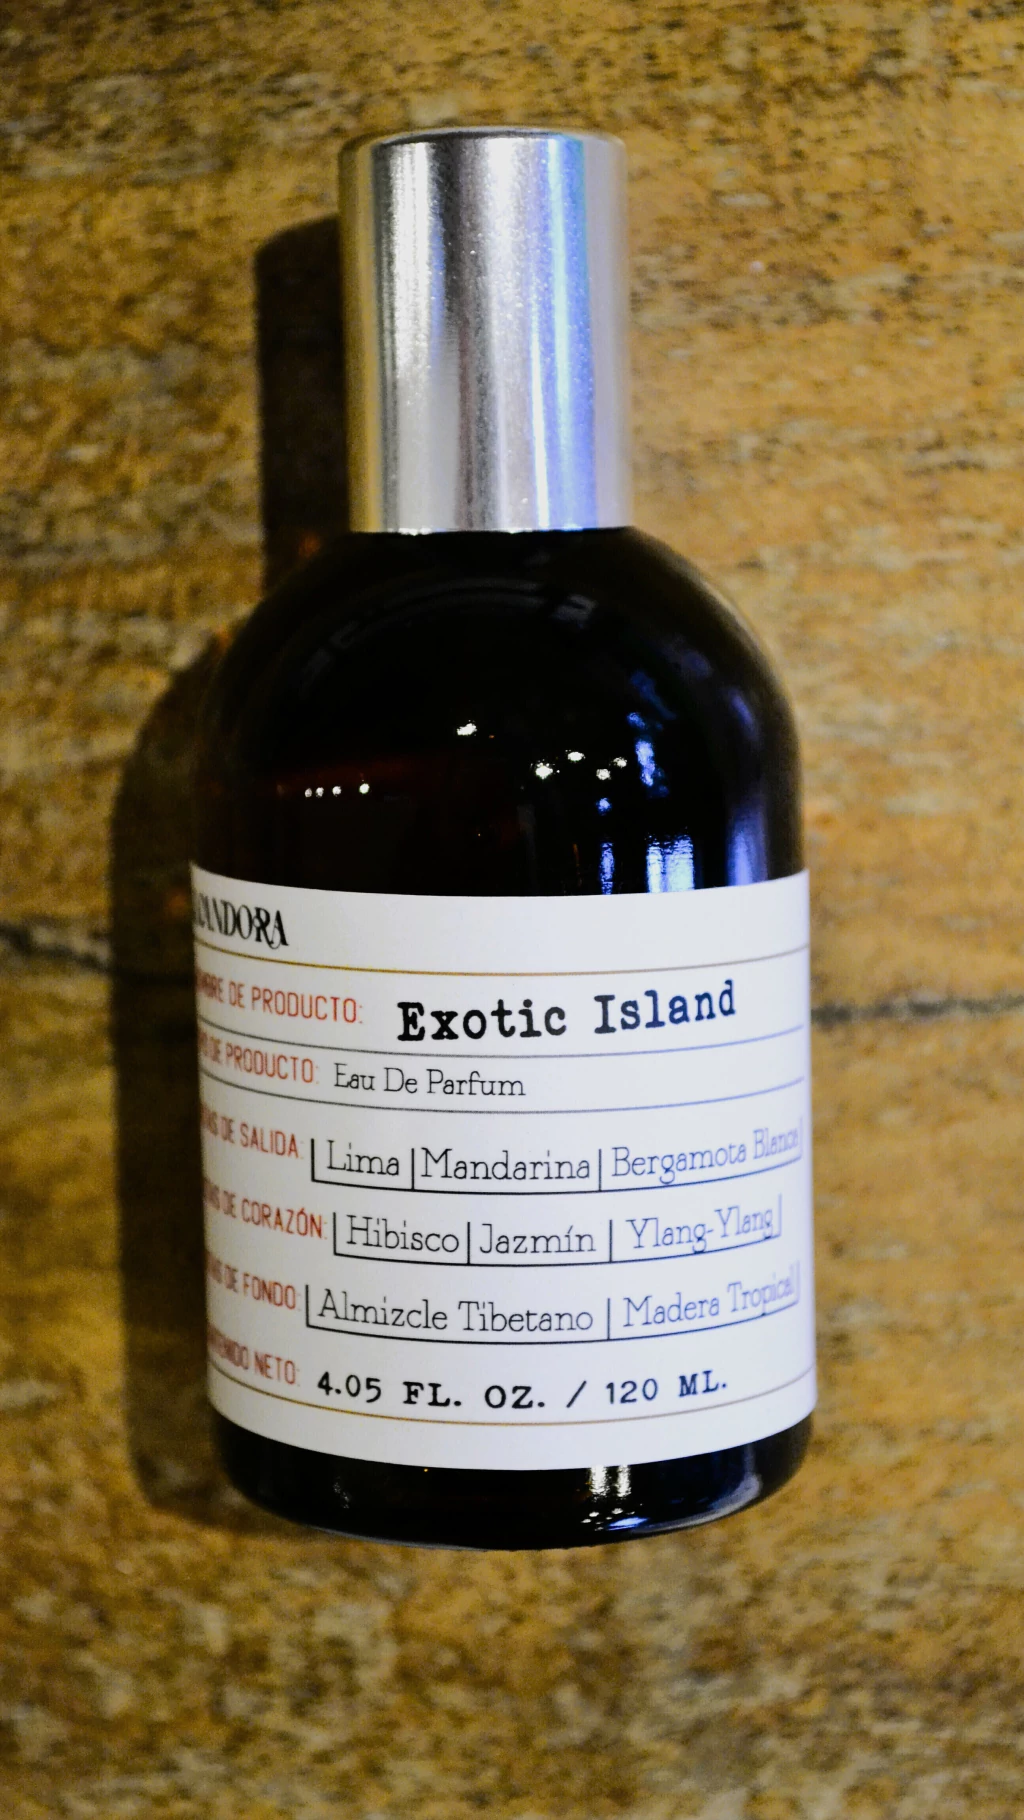 DE PRODUCTO: Exotic Island
DE PRODUCTO: Eau De Parfum
DE SALIDA: Lima | Mandarina | Bergamota Blanca
DE CORAZÓN: Hibisco | Jazmín | Ylang-Ylang
DE FONDO: Almizcle Tibetano | Madera Tropical
NETO: 4.05 FL. OZ. / 120 ML.